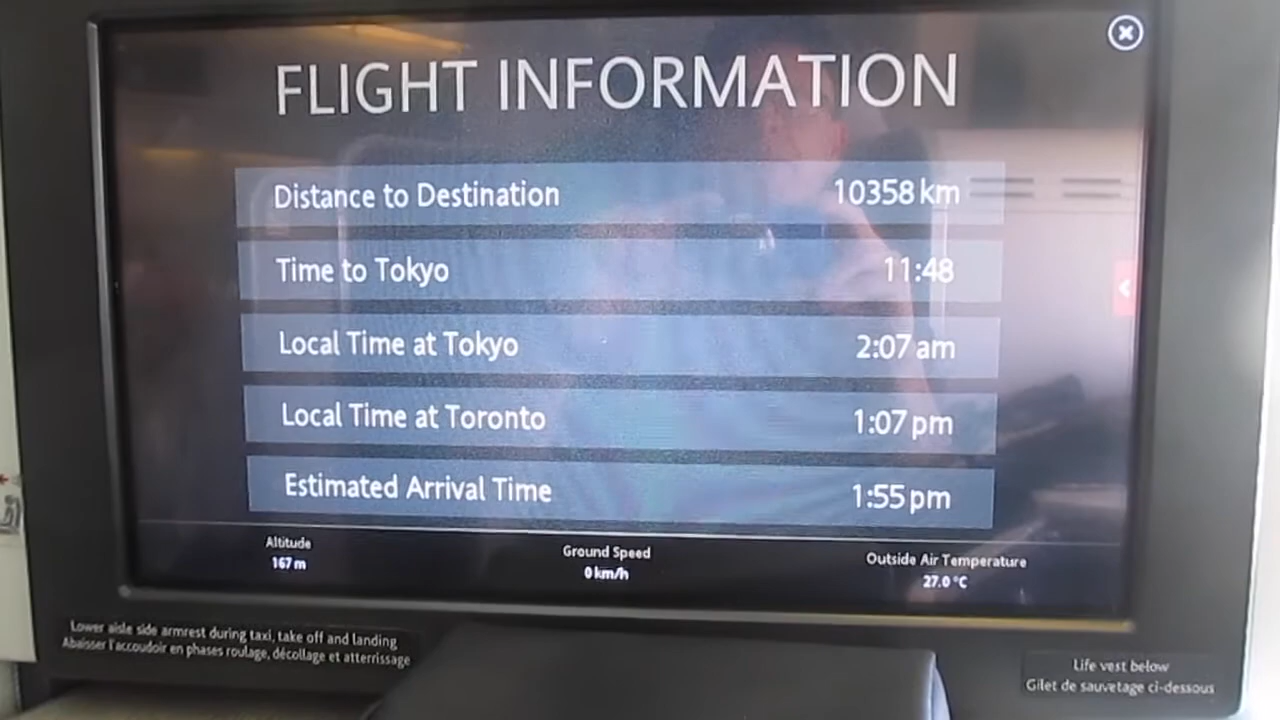 FLIGHT INFORMATION
Distance to Destination 10358 km
Time to Tokyo 11:48
Local Time at Tokyo 2:07 am
Local Time at Toronto 1:07 pm
Estimated Arrival Time 1:55 pm
Altitude Ground Speed Outside Air Temperature
167 m 0 km/h 27.0 °C
Lower aisle side armrest during taxi, take off and landing
Abaisser l'accoudoir en phases roulage, décollage et atterrissage
Life vest below
Gilet de sauvetage ci-dessous